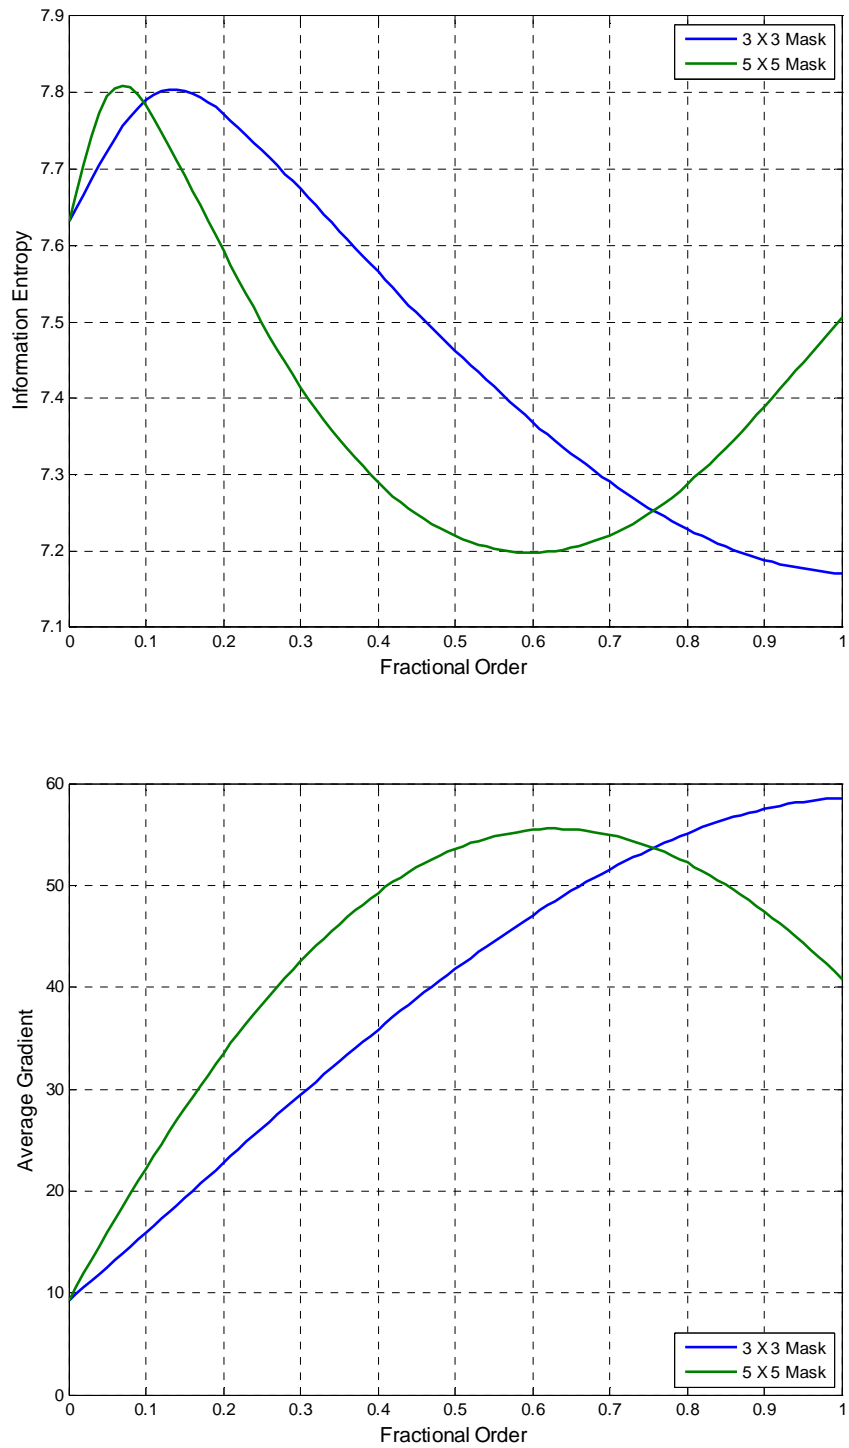 7.9
3 X 3 Mask
5 X 5 Mask
7.8
7.7
7.6
7.5
7.4
7.3
7.2
7.1
Information Entropy
0 0.1 0.2 0.3 0.4 0.5 0.6 0.7 0.8 0.9 1
Fractional Order
60
50
40
30
20
10
0
Average Gradient
3 X 3 Mask
5 X 5 Mask
0 0.1 0.2 0.3 0.4 0.5 0.6 0.7 0.8 0.9 1
Fractional Order